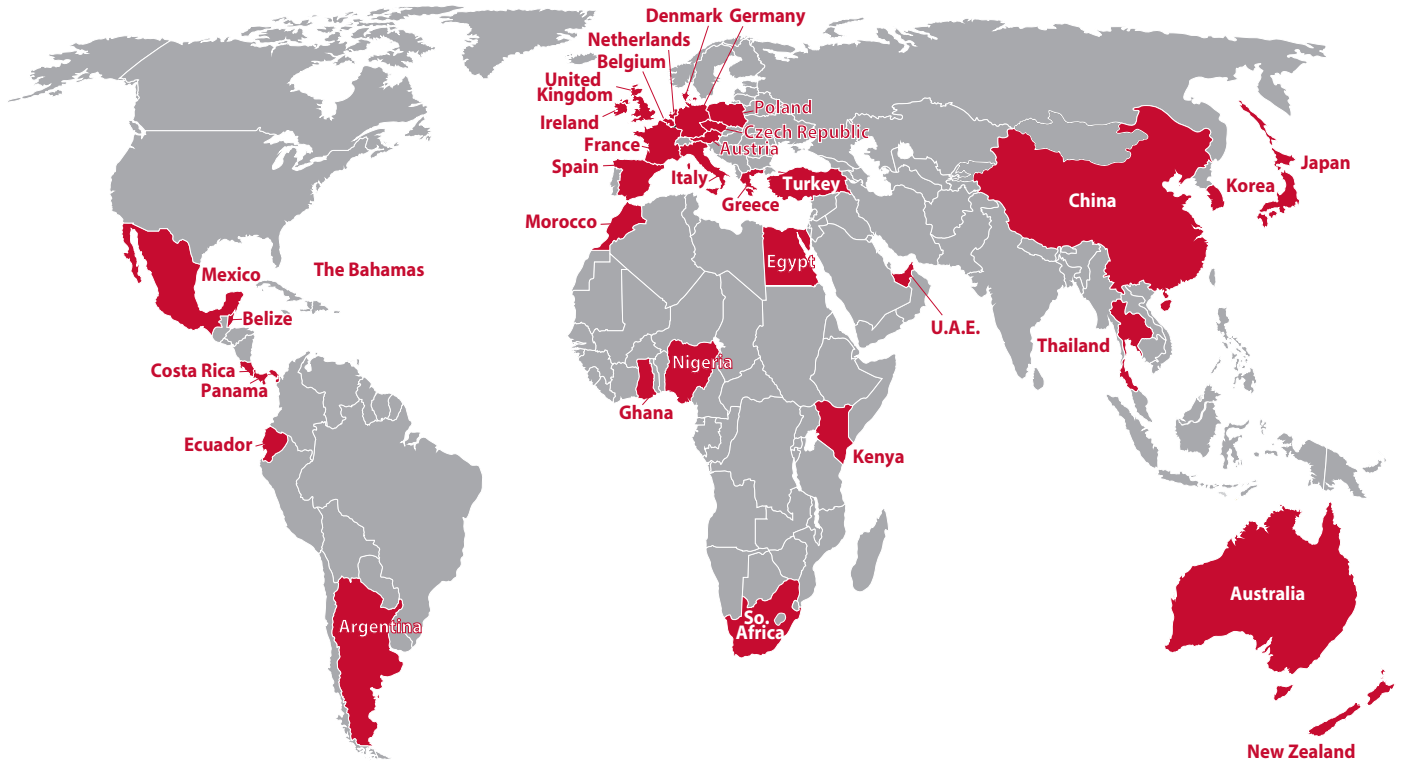 Denmark
Germany
Netherlands
Belgium
United
Kingdom
Ireland
Poland
Czech Republic
Austria
France
Spain
Italy
Greece
Turkey
Morocco
Egypt
U.A.E.
China
Korea
Japan
Thailand
Mexico
The Bahamas
Belize
Costa Rica
Panama
Ecuador
Nigeria
Ghana
Kenya
Argentina
So.
Africa
Australia
New Zealand